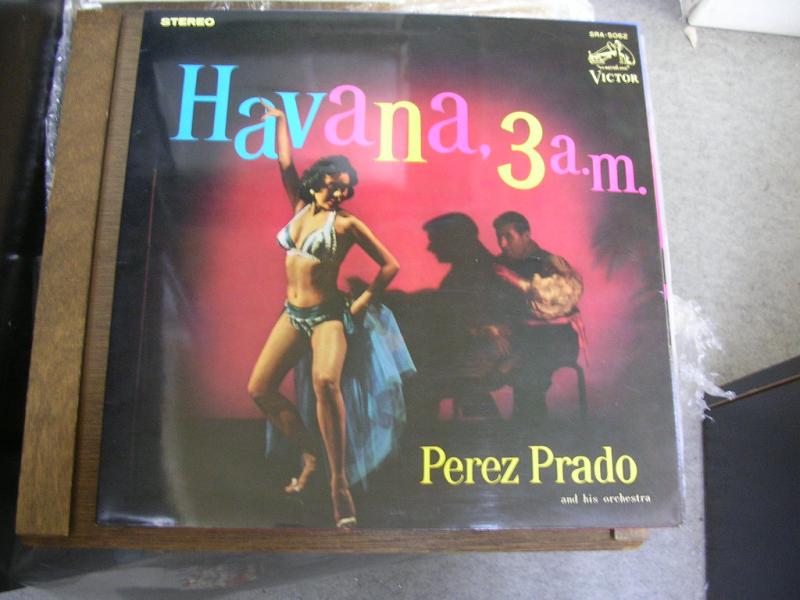 STEREO
SRA-5062
VICTOR
Havana, 3 a.m.
Perez Prado
and his orchestra